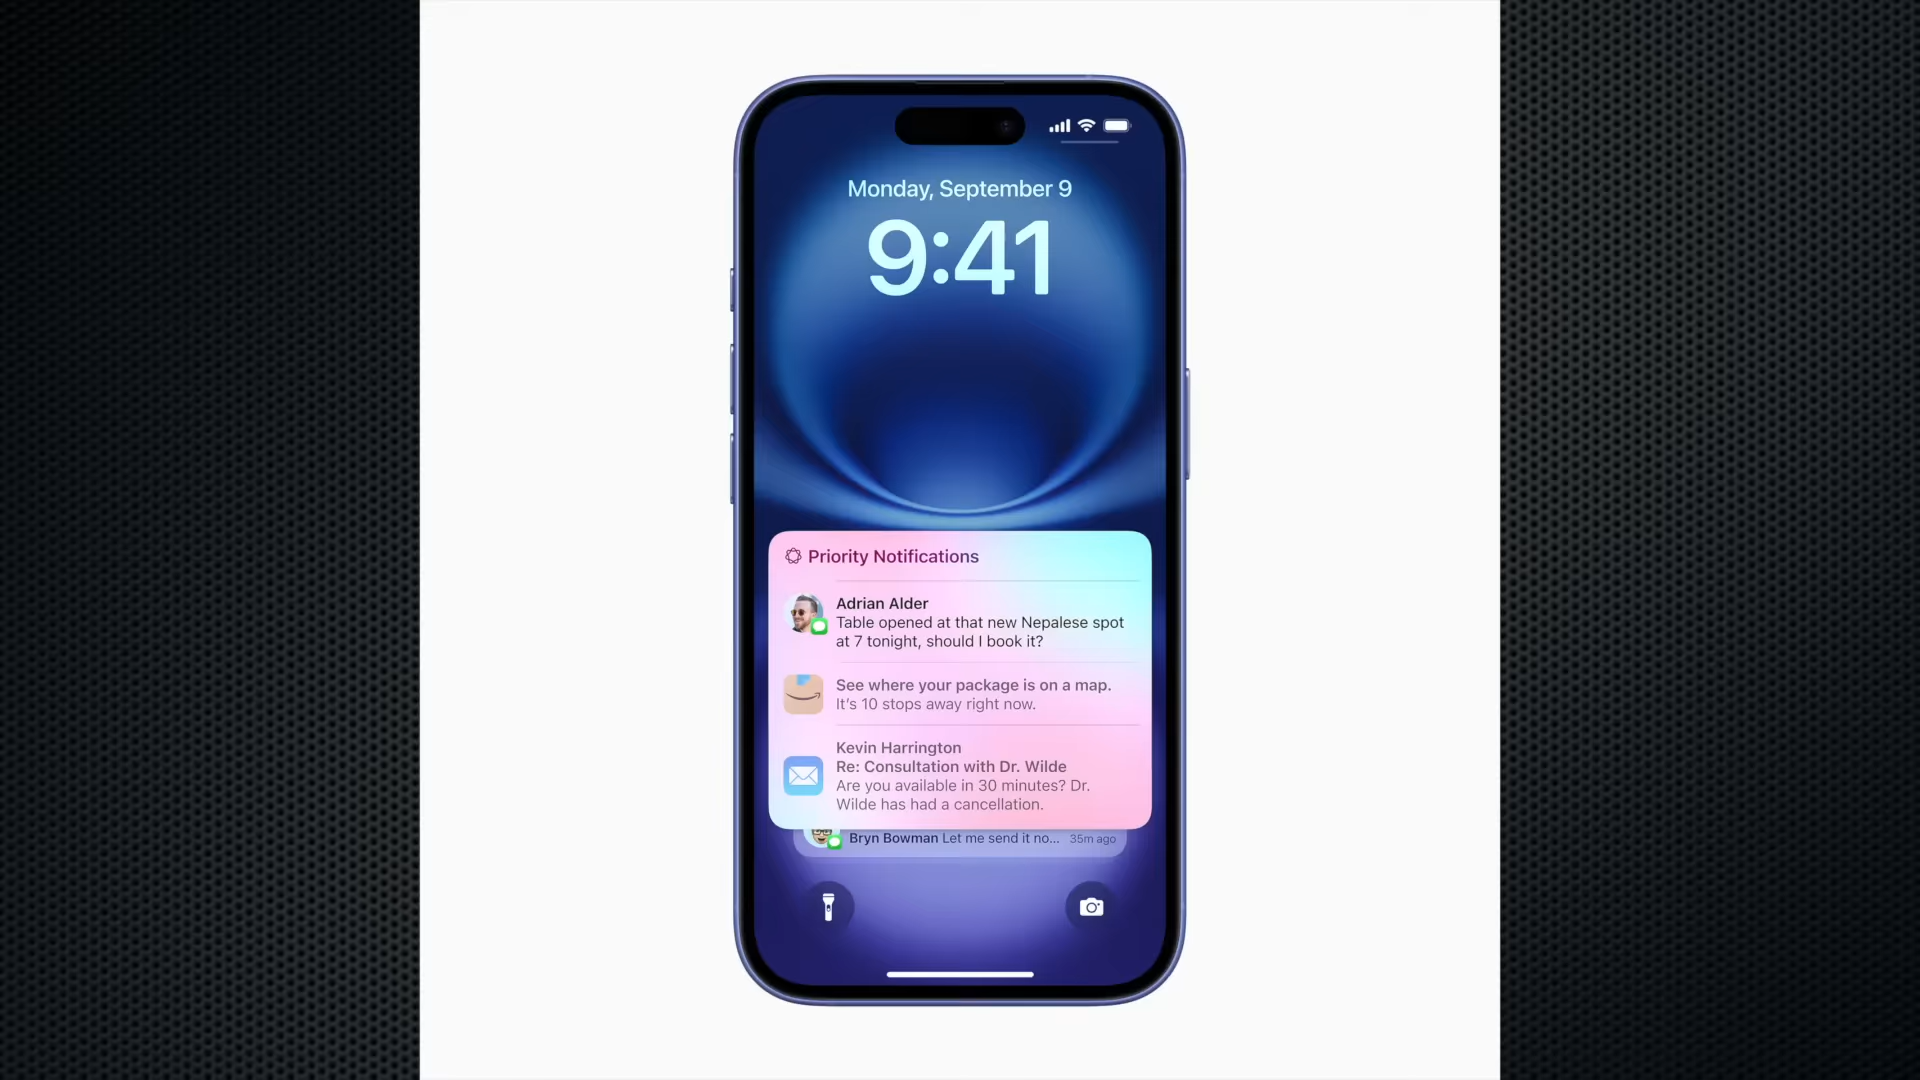 Monday, September 9
9:41
Priority Notifications
Adrian Alder
Table opened at that new Nepalese spot
at 7 tonight, should I book it?
See where your package is on a map.
It's 10 stops away right now.
Kevin Harrington
Re: Consultation with Dr. Wilde
Are you available in 30 minutes? Dr.
Wilde has had a cancellation.
Bryn Bowman Let me send it no... 35m ago